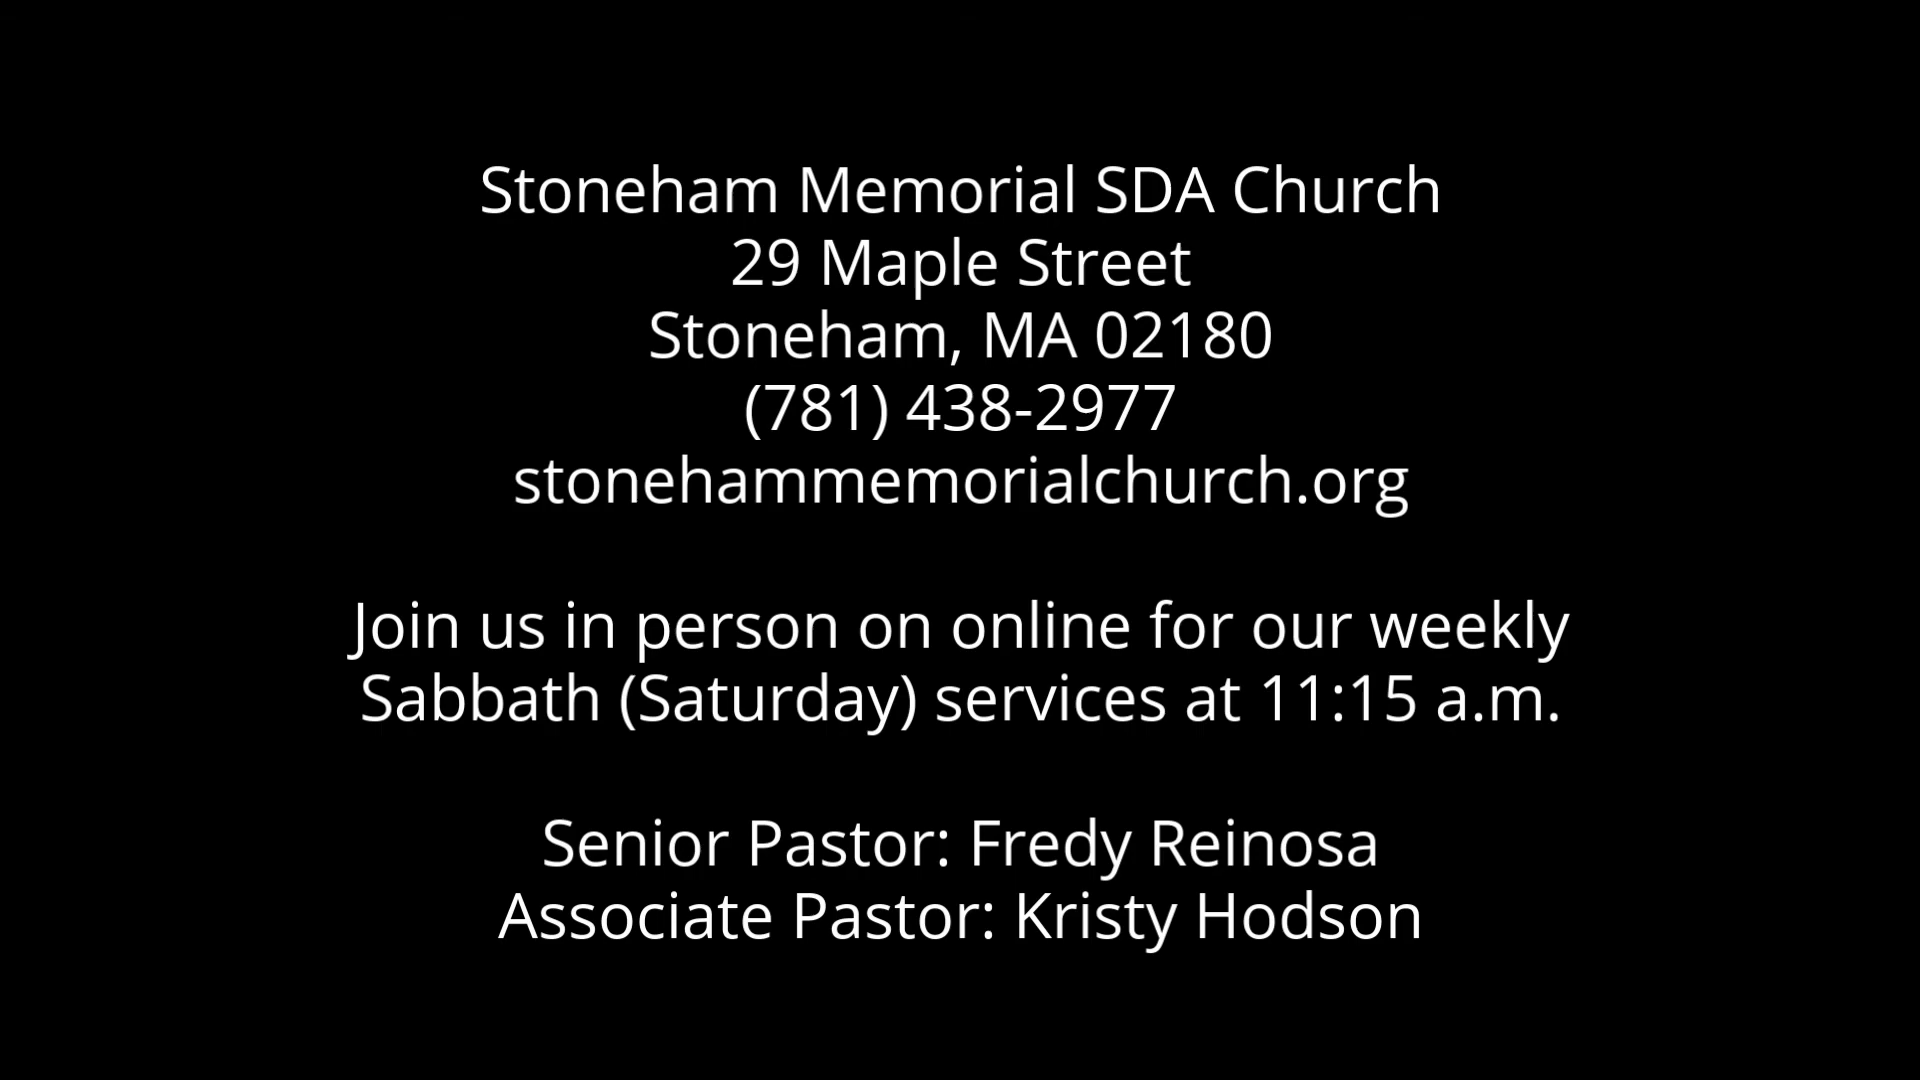 Stoneham Memorial SDA Church
29 Maple Street
Stoneham, MA 02180
(781) 438-2977
stonehammemorialchurch.org
Join us in person on online for our weekly
Sabbath (Saturday) services at 11:15 a.m.
Senior Pastor: Fredy Reinosa
Associate Pastor: Kristy Hodson